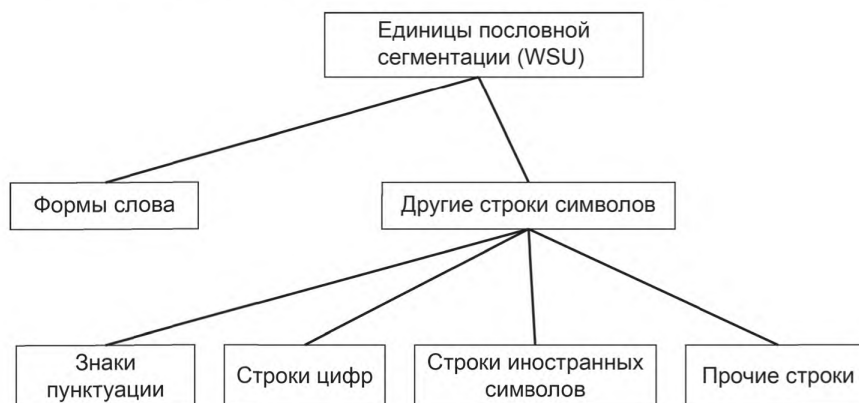 Единицы пословной
сегментации (WSU)
Формы слова
Другие строки символов
Знаки
пунктуации
Строки цифр
Строки иностранных
символов
Прочие строки